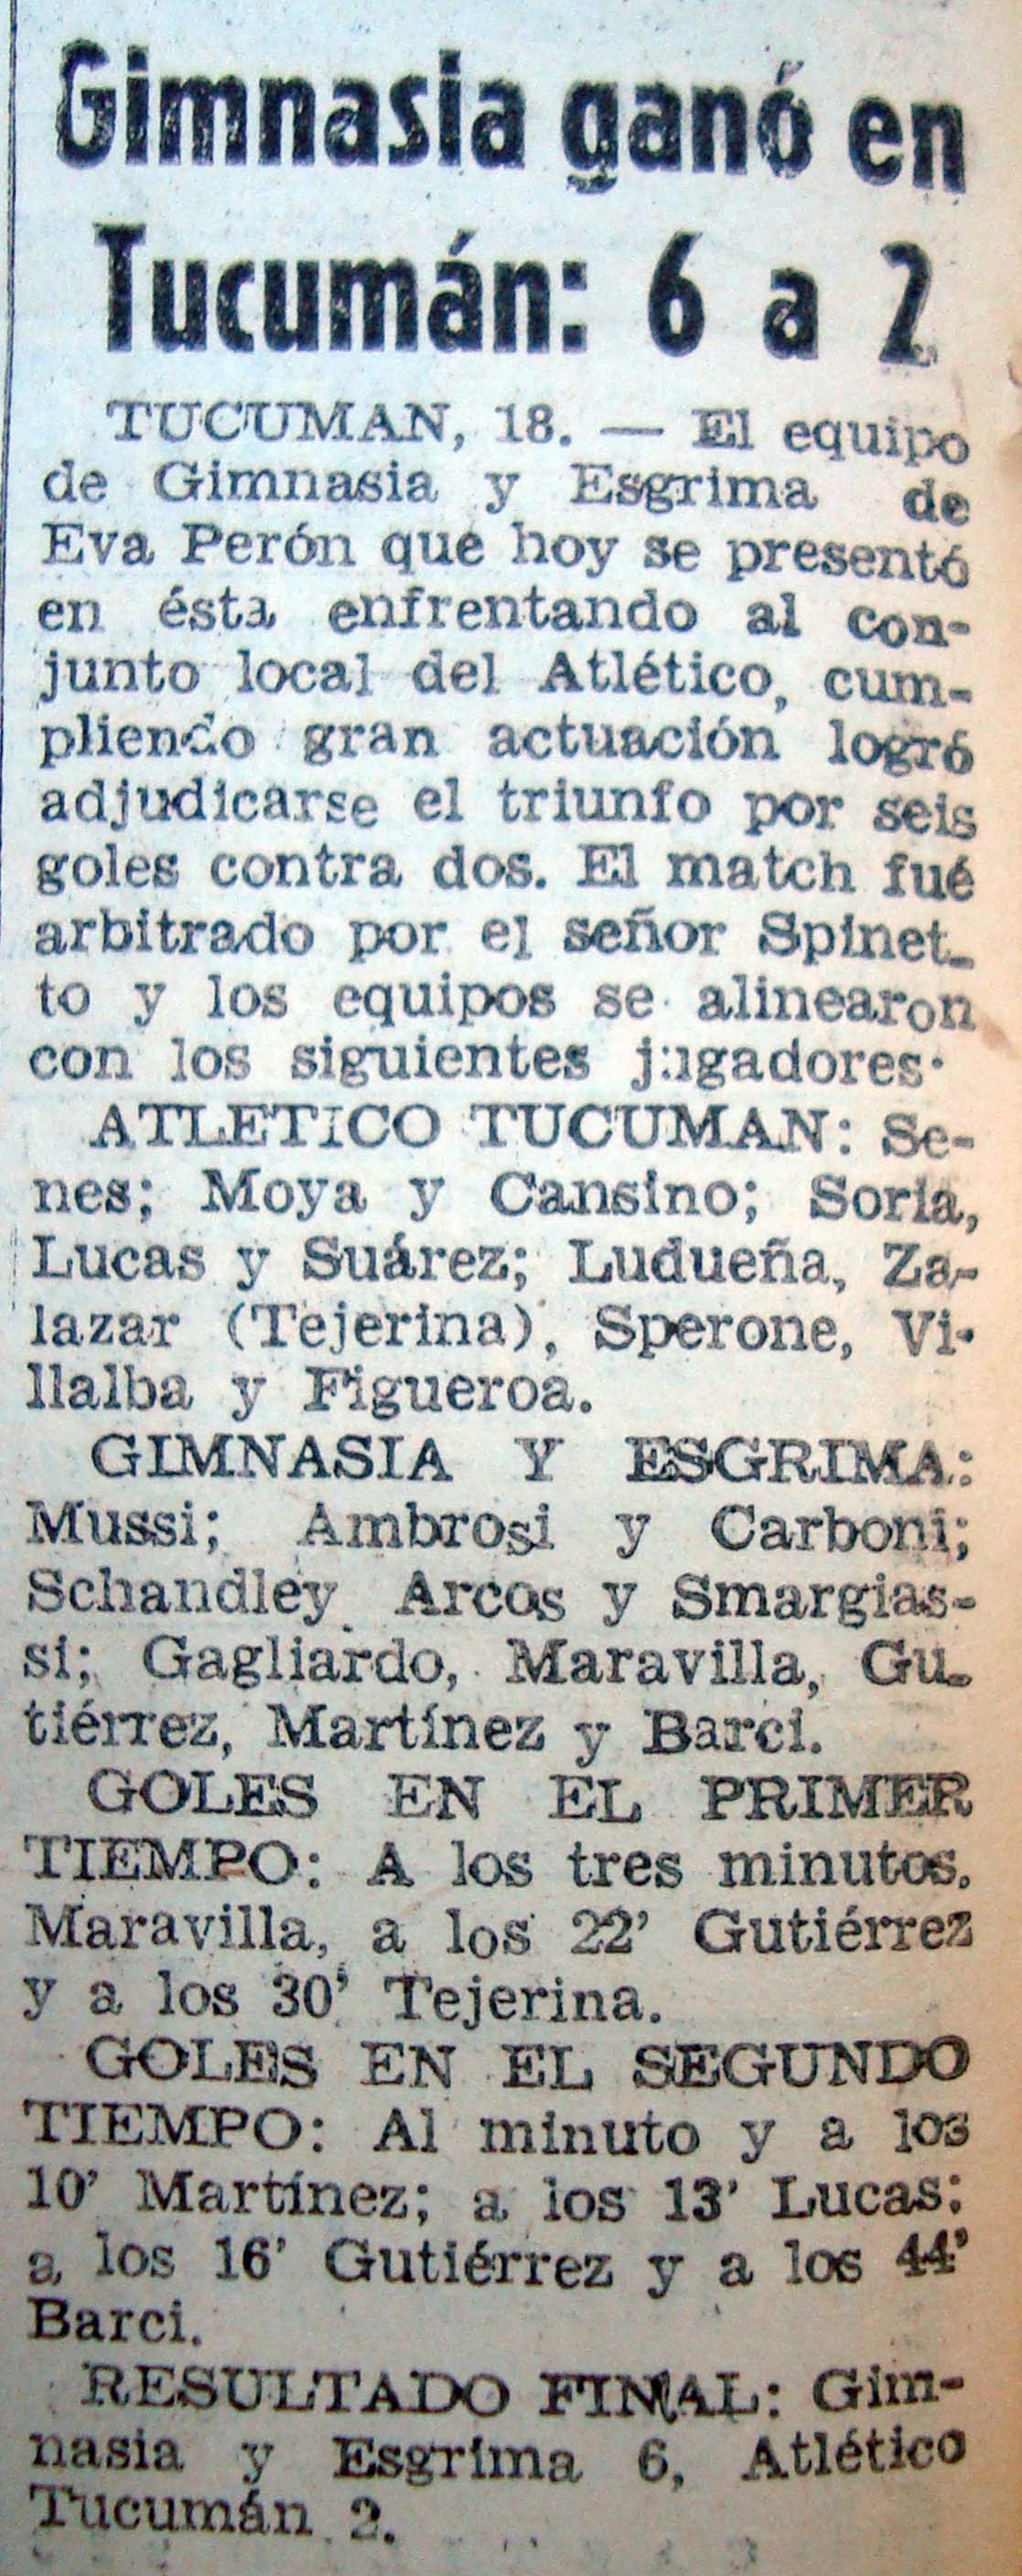 Gimnasia ganó en
Tucumán: 6 a 2
TUCUMAN, 18. — El equipo
de Gimnasia y Esgrima de
Eva Perón que hoy se presentó
en ésta enfrentando al con-
junto local del Atlético, cum-
pliendo gran actuación logró
adjudicarse el triunfo por seis
goles contra dos. El match fué
arbitrado por el señor Spinet-
to y los equipos se alinearon
con los siguientes jugadores:
ATLETICO TUCUMAN: Se-
nes; Moya y Cansino; Soria,
Lucas y Suárez; Ludueña, Za-
lazar (Tejerina), Sperone, Vi-
llalba y Figueroa.
GIMNASIA Y ESGRIMA:
Mussi; Ambrosi y Carboni;
Schandley, Arcos y Smargias-
si; Gagliardo, Maravilla, Gu-
tiérrez, Martínez y Barci.
GOLES EN EL PRIMER
TIEMPO: A los tres minutos,
Maravilla, a los 22' Gutiérrez
y a los 30' Tejerina.
GOLES EN EL SEGUNDO
TIEMPO: Al minuto y a los
10' Martínez; a los 13' Lucas;
a los 16' Gutiérrez y a los 44'
Barci.
RESULTADO FINAL: Gim-
nasia y Esgrima 6, Atlético
Tucumán 2.